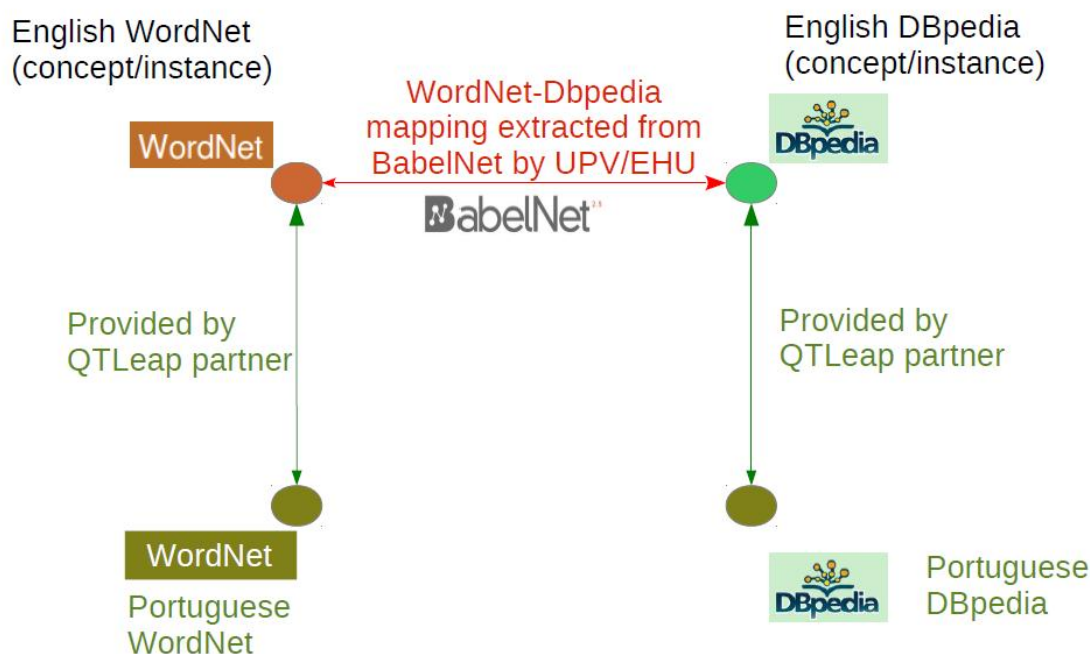 English WordNet
(concept/instance)
English DBpedia
(concept/instance)
WordNet
WordNet-Dbpedia
mapping extracted from
BabelNet by UPV/EHU
DBpedia
BabelNet
Provided by
QTLeap partner
Provided by
QTLeap partner
WordNet
Portuguese
WordNet
DBpedia
Portuguese
DBpedia